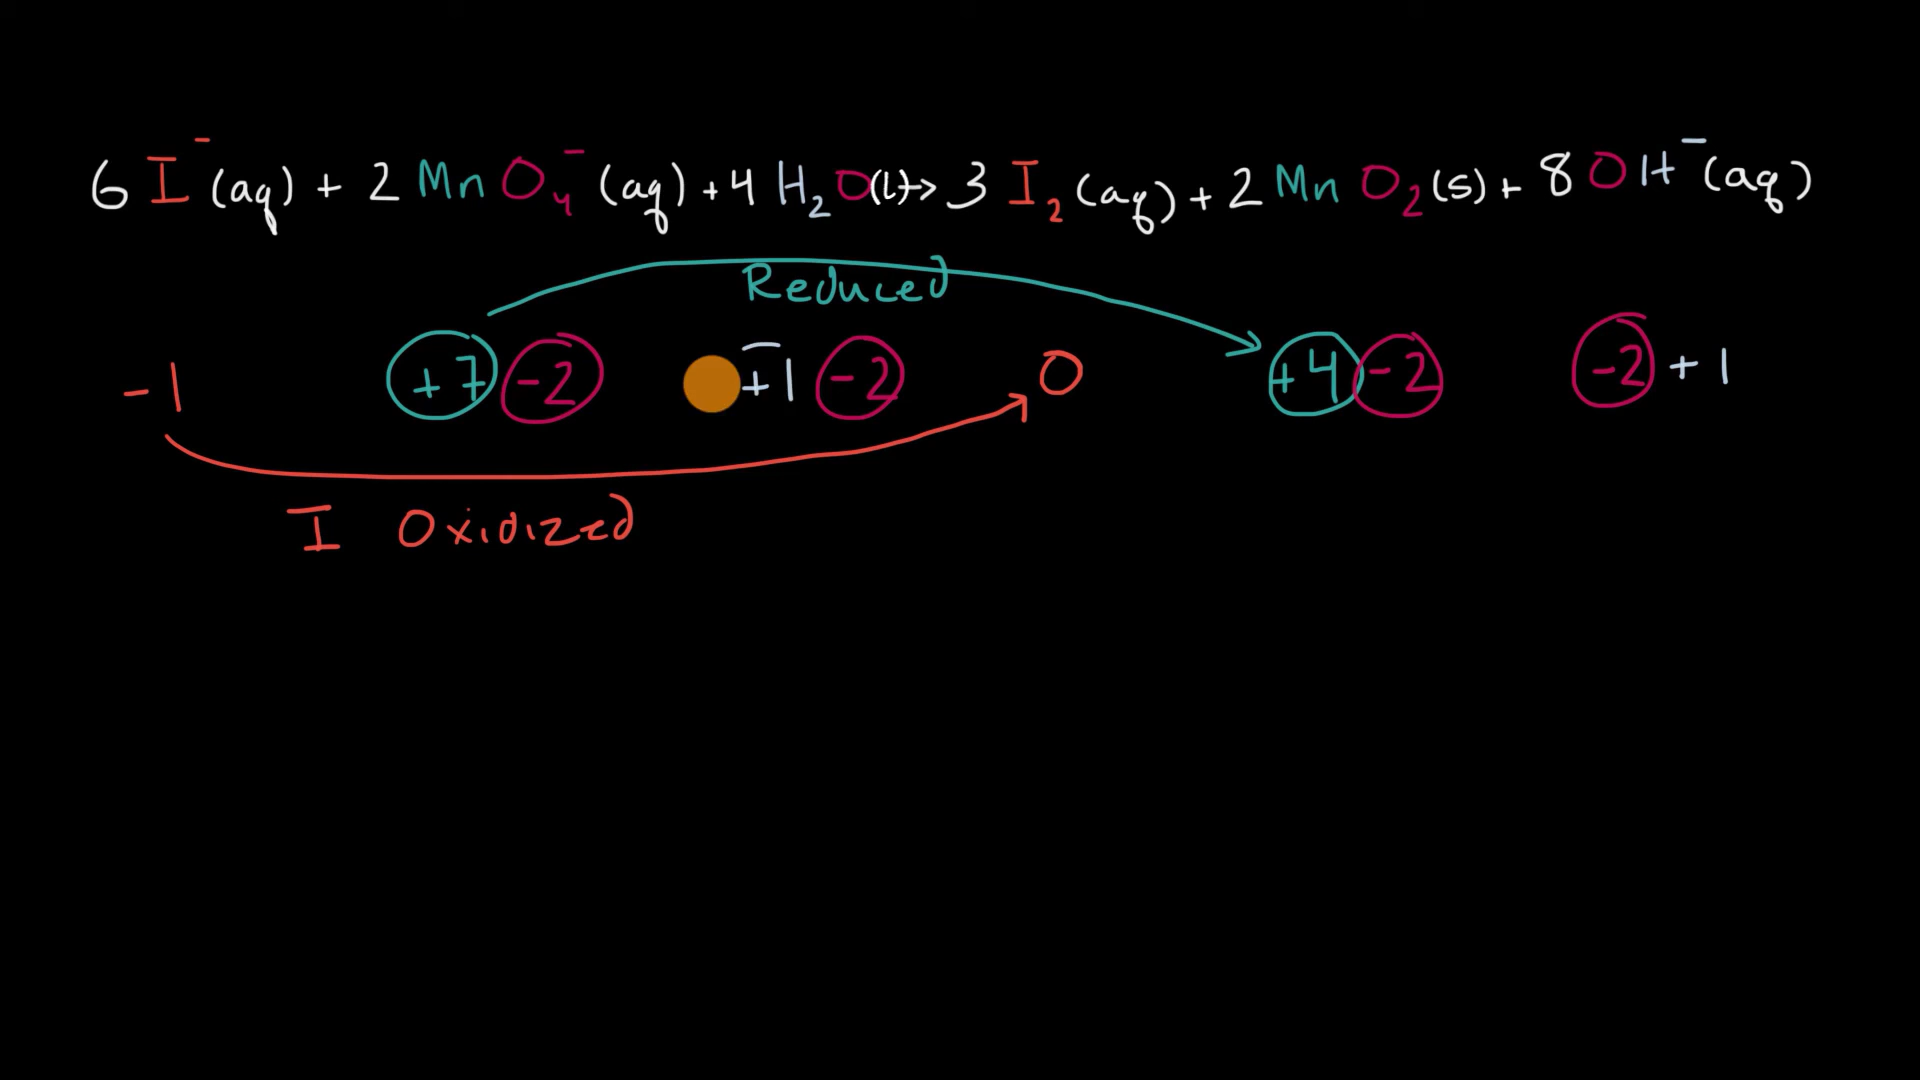 6 I⁻ (aq) + 2 MnO₄⁻ (aq) + 4 H₂O(l) → 3 I₂ (aq) + 2 MnO₂ (s) + 8 OH⁻ (aq)
Reduced
-1 +7 -2 +1 -2 0 +4 -2 -2 +1
I Oxidized